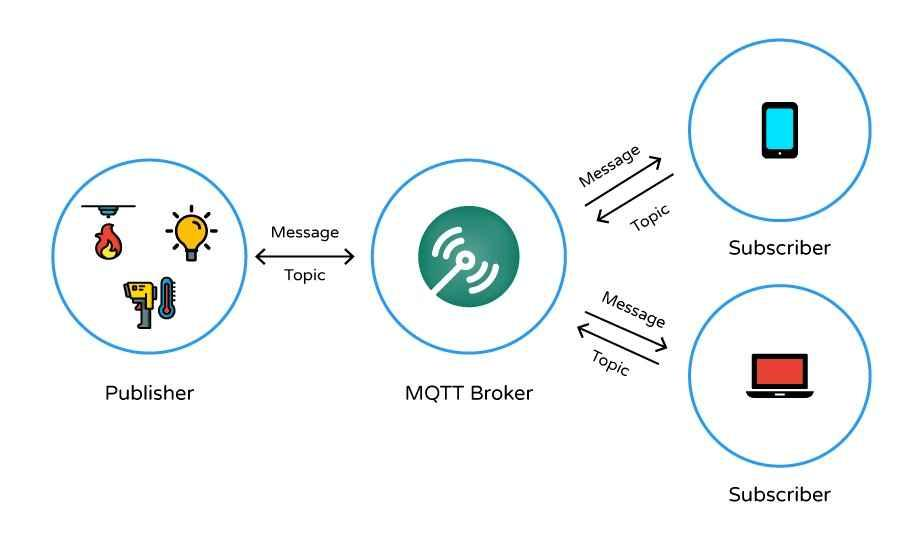 Message
Topic
Publisher
MQTT Broker
Message
Topic
Subscriber
Message
Topic
Subscriber